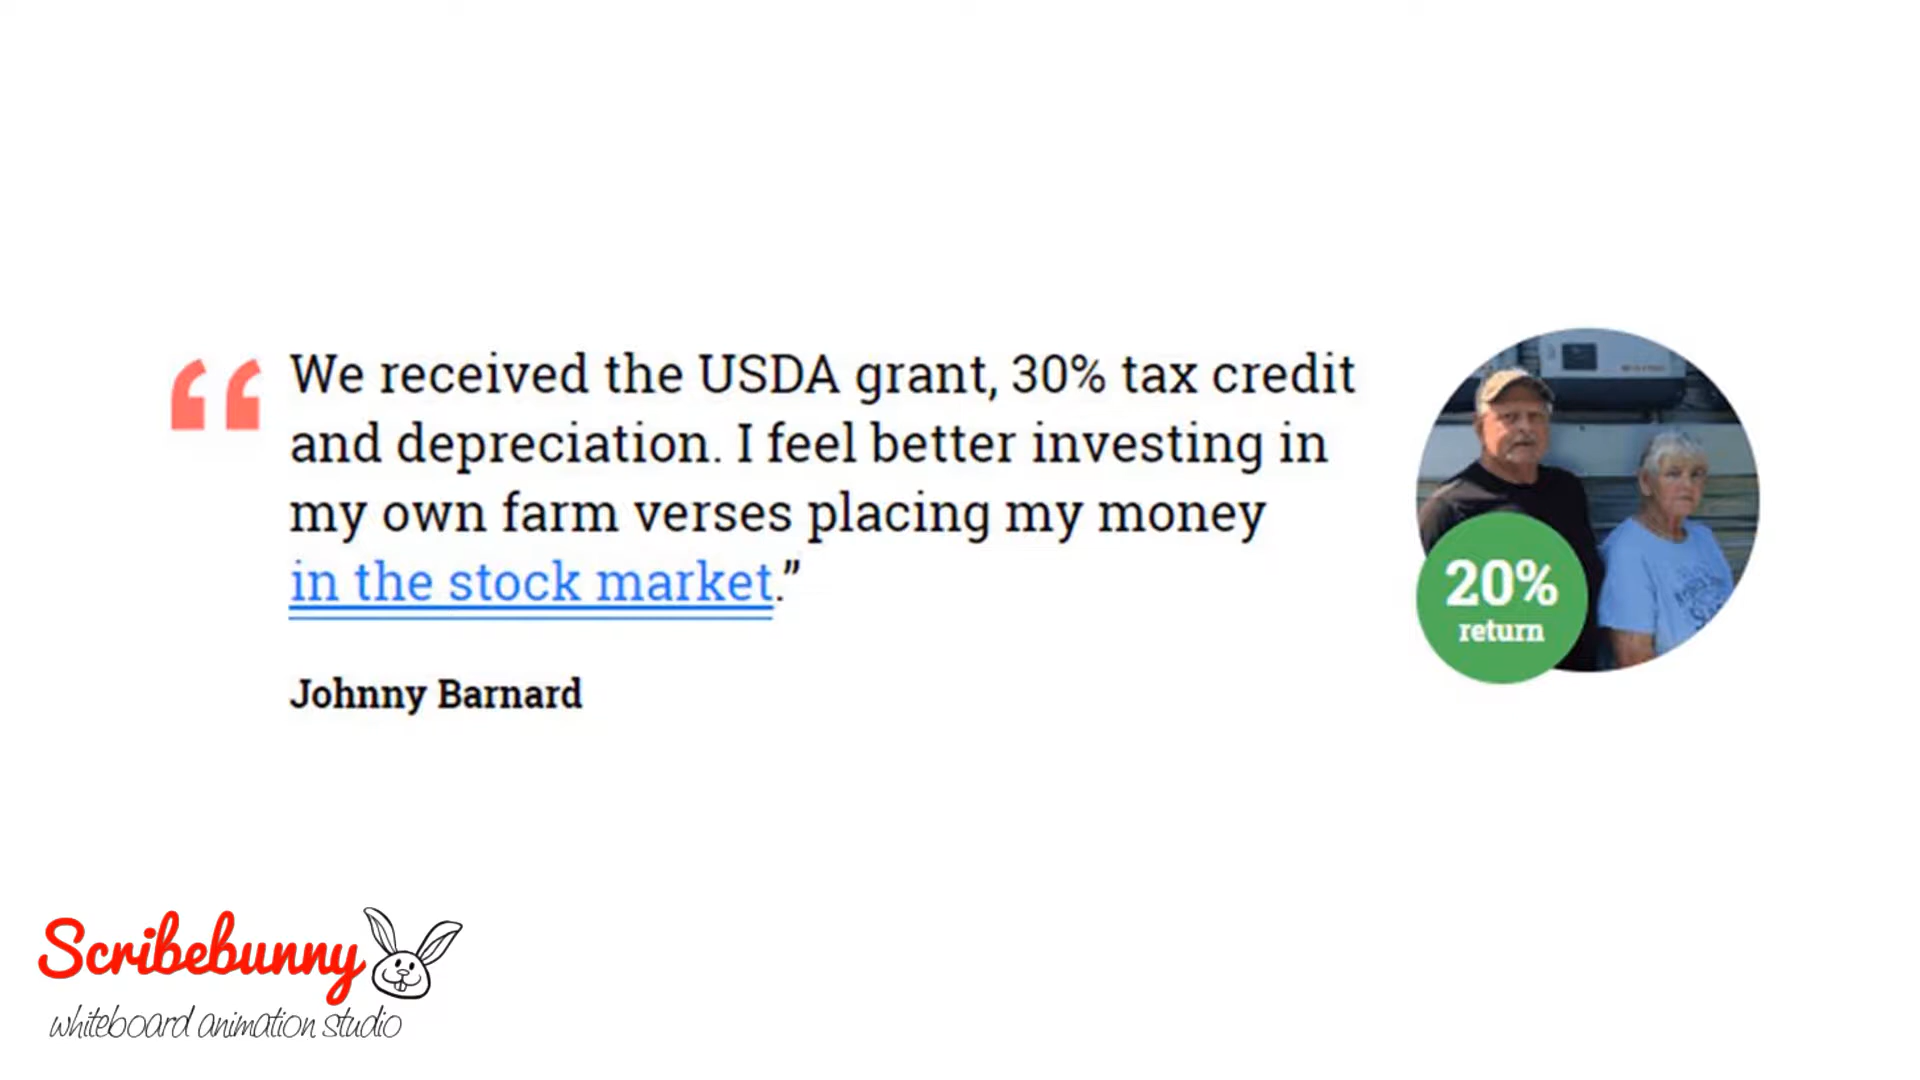 “We received the USDA grant, 30% tax credit
and depreciation. I feel better investing in
my own farm verses placing my money
in the stock market.”
Johnny Barnard
20%
return
Scribebunny
whiteboard animation studio